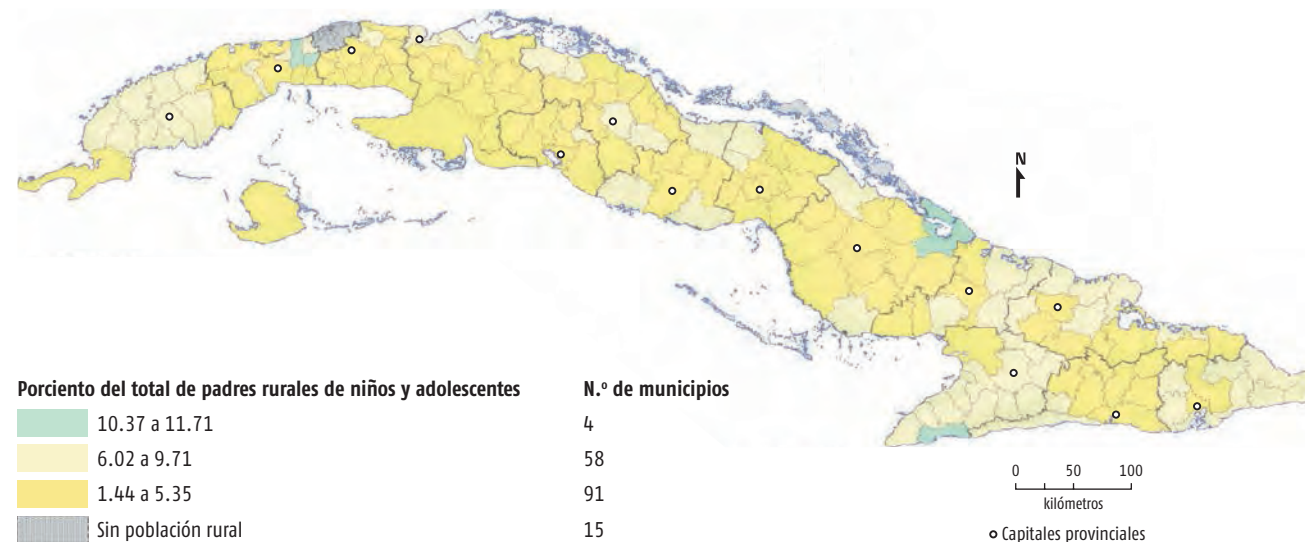 N
Porciento del total de padres rurales de niños y adolescentes N.º de municipios
10.37 a 11.71 4
6.02 a 9.71 58
1.44 a 5.35 91
Sin población rural 15
0 50 100
kilómetros
Capitales provinciales